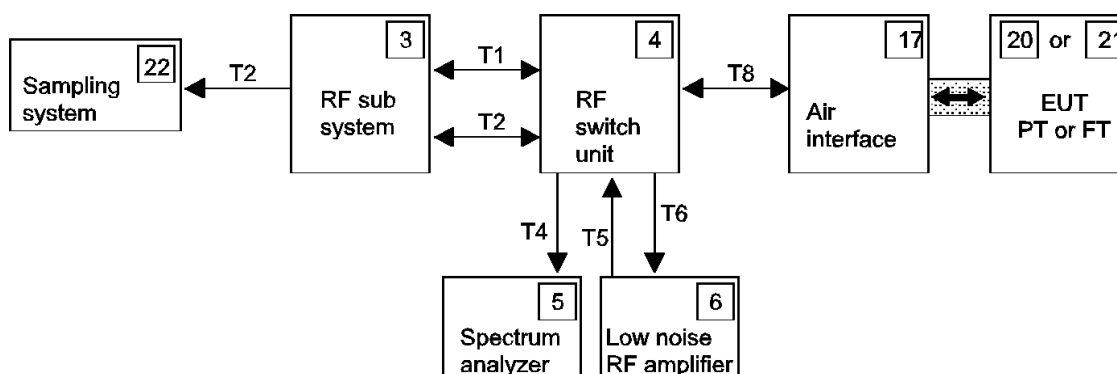 22
Sampling
system
T2
3
RF sub
system
T1
T2
4
RF
switch
unit
T8
17
Air
interface
20 or 21
EUT
PT or FT
T4
T5
T6
5
Spectrum
analyzer
6
Low noise
RF amplifier